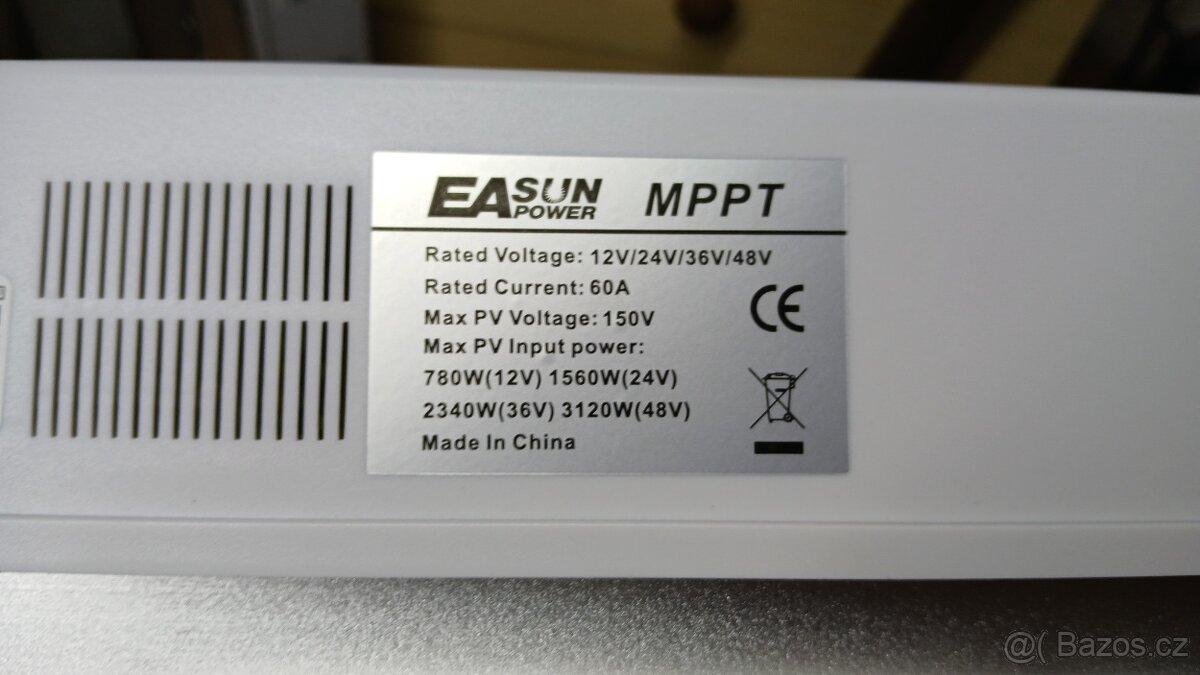 EASUN POWER MPPT
Rated Voltage: 12V/24V/36V/48V
Rated Current: 60A
Max PV Voltage: 150V
Max PV Input power:
780W(12V) 1560W(24V)
2340W(36V) 3120W(48V)
Made In China
CE
@( Bazos.cz